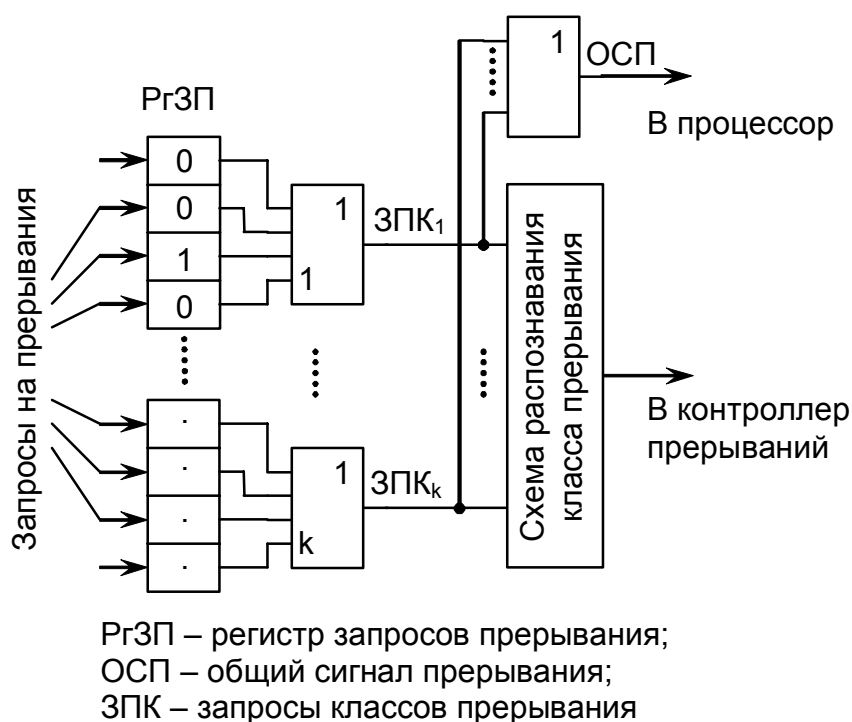 1
ОСП
В процессор
РгЗП
0
0
1
0
1
1
ЗПК₁
Запросы на прерывания
Схема распознавания
класса прерывания
В контроллер
прерываний
1
k
ЗПКₖ
РгЗП – регистр запросов прерывания;
ОСП – общий сигнал прерывания;
ЗПК – запросы классов прерывания